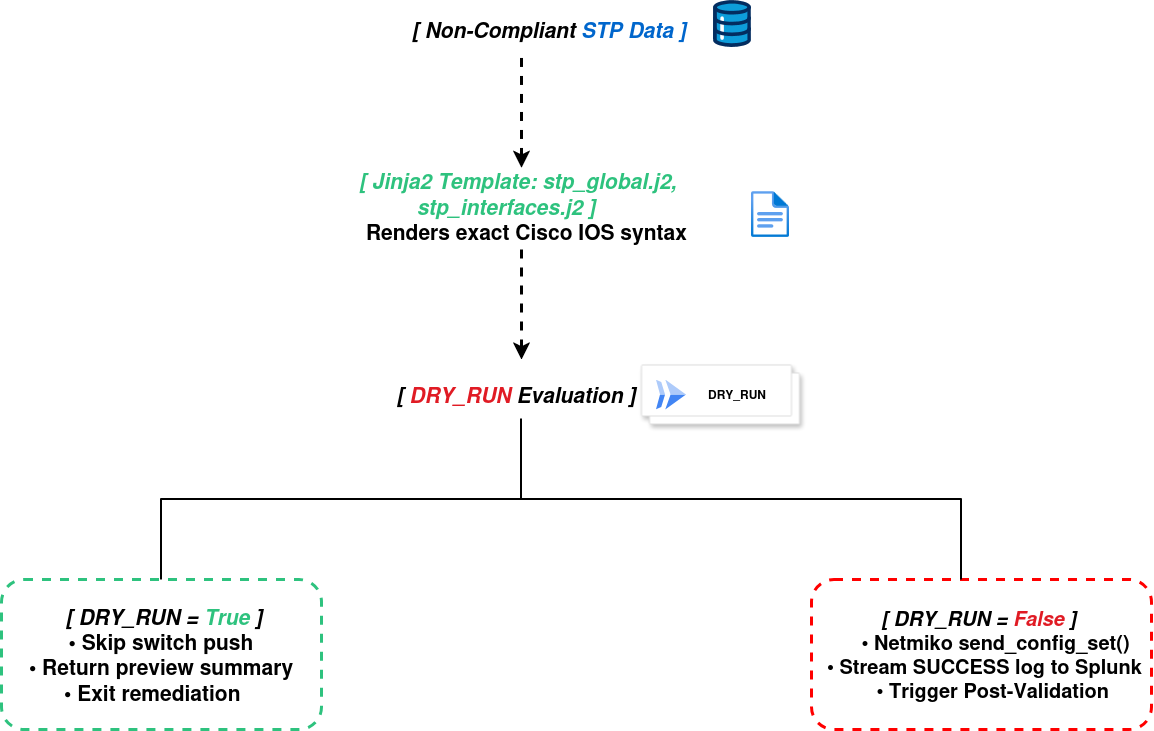 [ Non-Compliant STP Data ]
[ Jinja2 Template: stp_global.j2,
stp_interfaces.j2 ]
Renders exact Cisco IOS syntax
[ DRY_RUN Evaluation ]
DRY_RUN
[ DRY_RUN = True ]
• Skip switch push
• Return preview summary
• Exit remediation
[ DRY_RUN = False ]
• Netmiko send_config_set()
• Stream SUCCESS log to Splunk
• Trigger Post-Validation